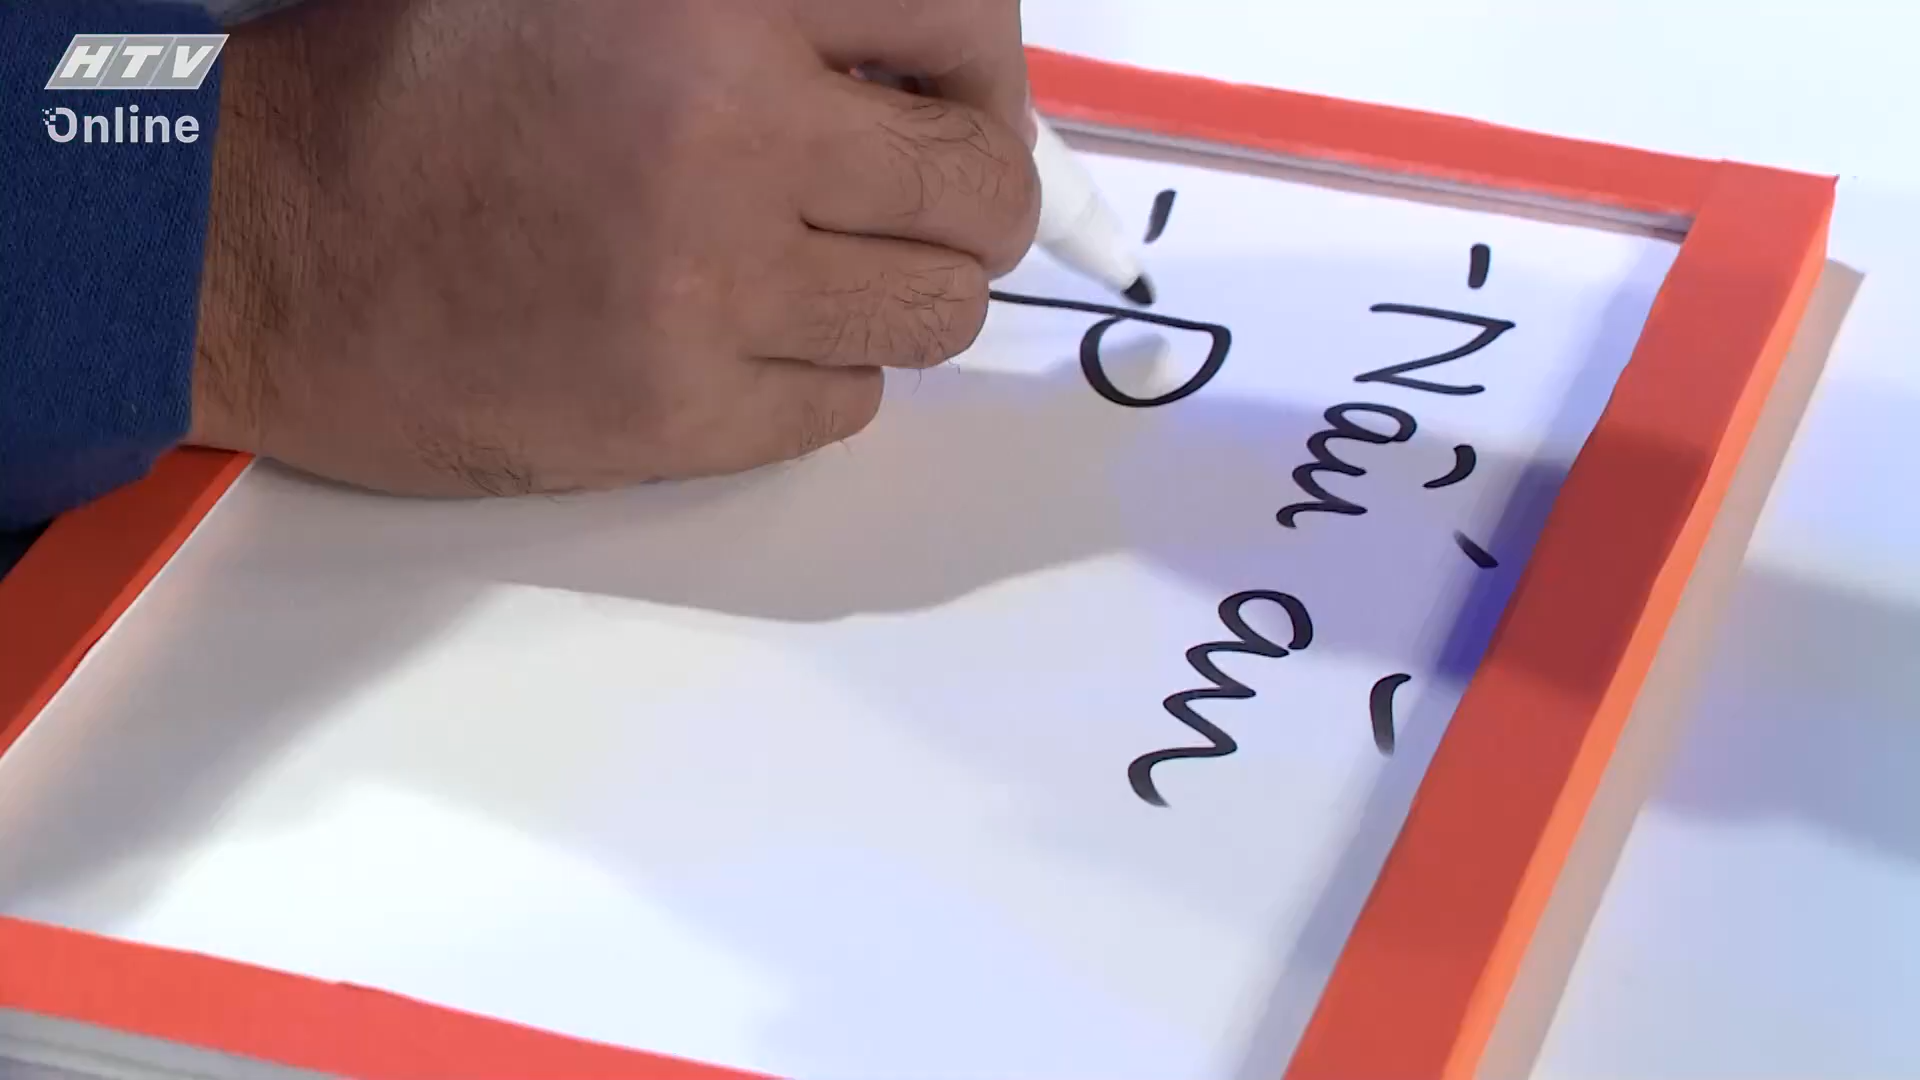 HTV
Online
- Nấu ăn
- P